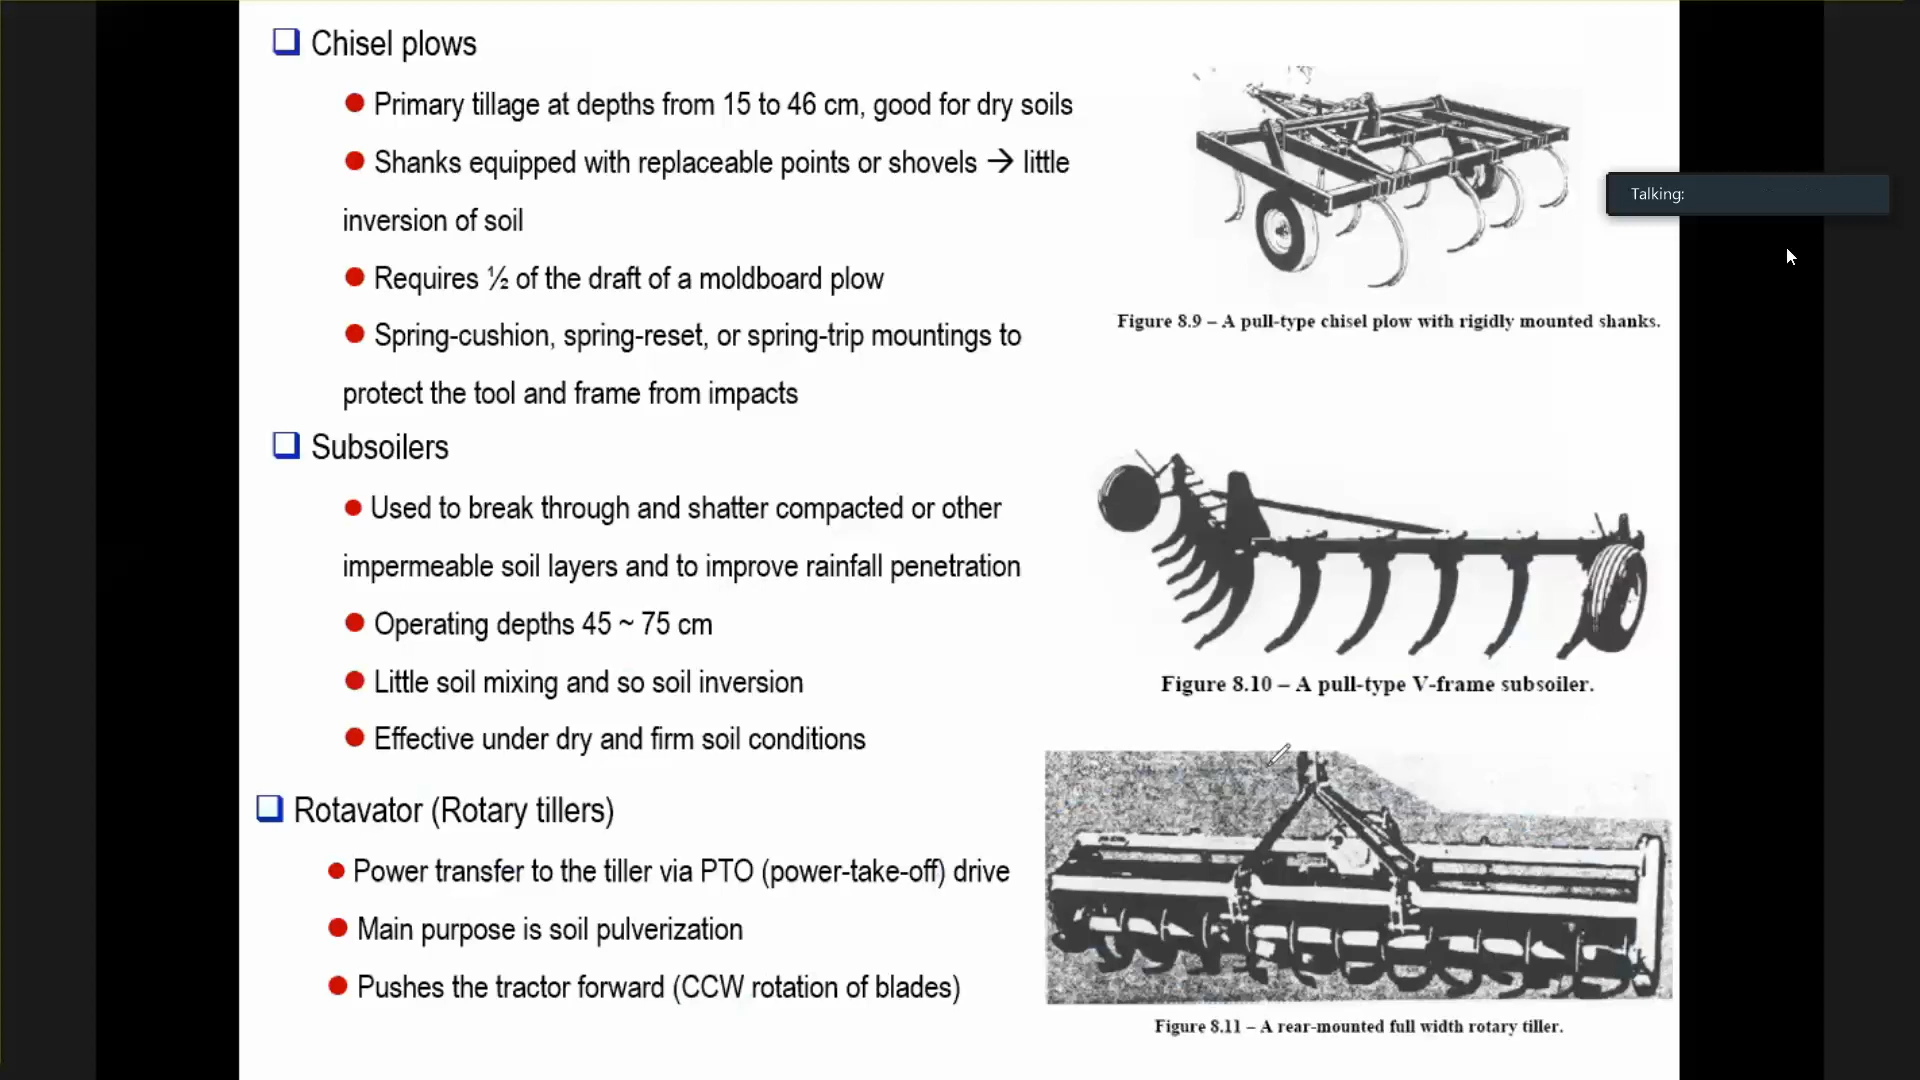 Chisel plows
Primary tillage at depths from 15 to 46 cm, good for dry soils
Shanks equipped with replaceable points or shovels → little
inversion of soil
Requires ½ of the draft of a moldboard plow
Spring-cushion, spring-reset, or spring-trip mountings to
protect the tool and frame from impacts
Figure 8.9 – A pull-type chisel plow with rigidly mounted shanks.
Talking:
Subsoilers
Used to break through and shatter compacted or other
impermeable soil layers and to improve rainfall penetration
Operating depths 45 ~ 75 cm
Little soil mixing and so soil inversion
Effective under dry and firm soil conditions
Figure 8.10 – A pull-type V-frame subsoiler.
Rotavator (Rotary tillers)
Power transfer to the tiller via PTO (power-take-off) drive
Main purpose is soil pulverization
Pushes the tractor forward (CCW rotation of blades)
Figure 8.11 – A rear-mounted full width rotary tiller.